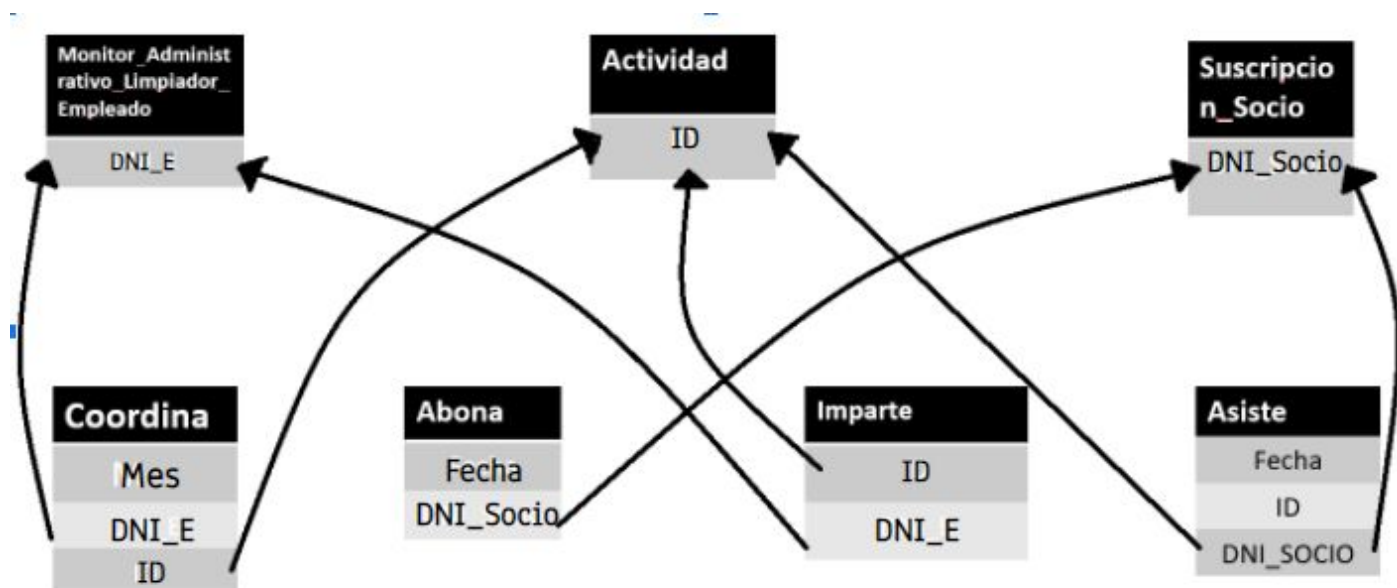 Monitor_Administ
rativo_Limpiador_
Empleado
DNI_E
Actividad
ID
Suscripcio
n_Socio
DNI_Socio
Coordina
Mes
DNI_E
ID
Abona
Fecha
DNI_Socio
Imparte
ID
DNI_E
Asiste
Fecha
ID
DNI_SOCIO